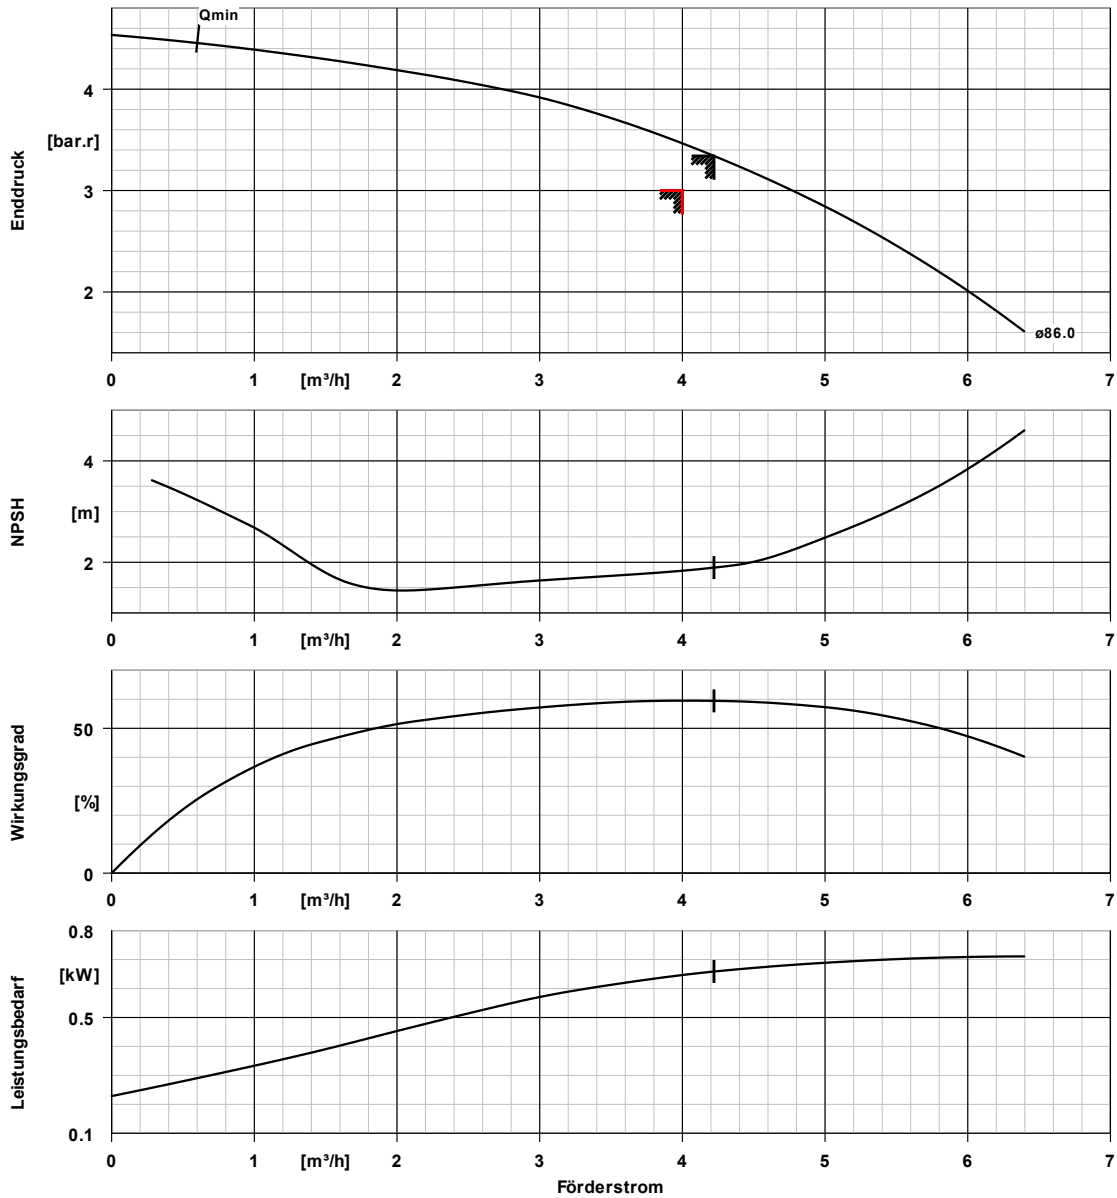 Qmin
4
[bar.r]
Enddruck
3
2
ø86.0
0 1 [m³/h] 2 3 4 5 6 7
4
NPSH
[m]
2
0 1 [m³/h] 2 3 4 5 6 7
50
Wirkungsgrad
[%]
0
0 1 [m³/h] 2 3 4 5 6 7
0.8
[kW]
Leistungsbedarf
0.5
0.1
0 1 [m³/h] 2 3 4 5 6 7
Förderstrom